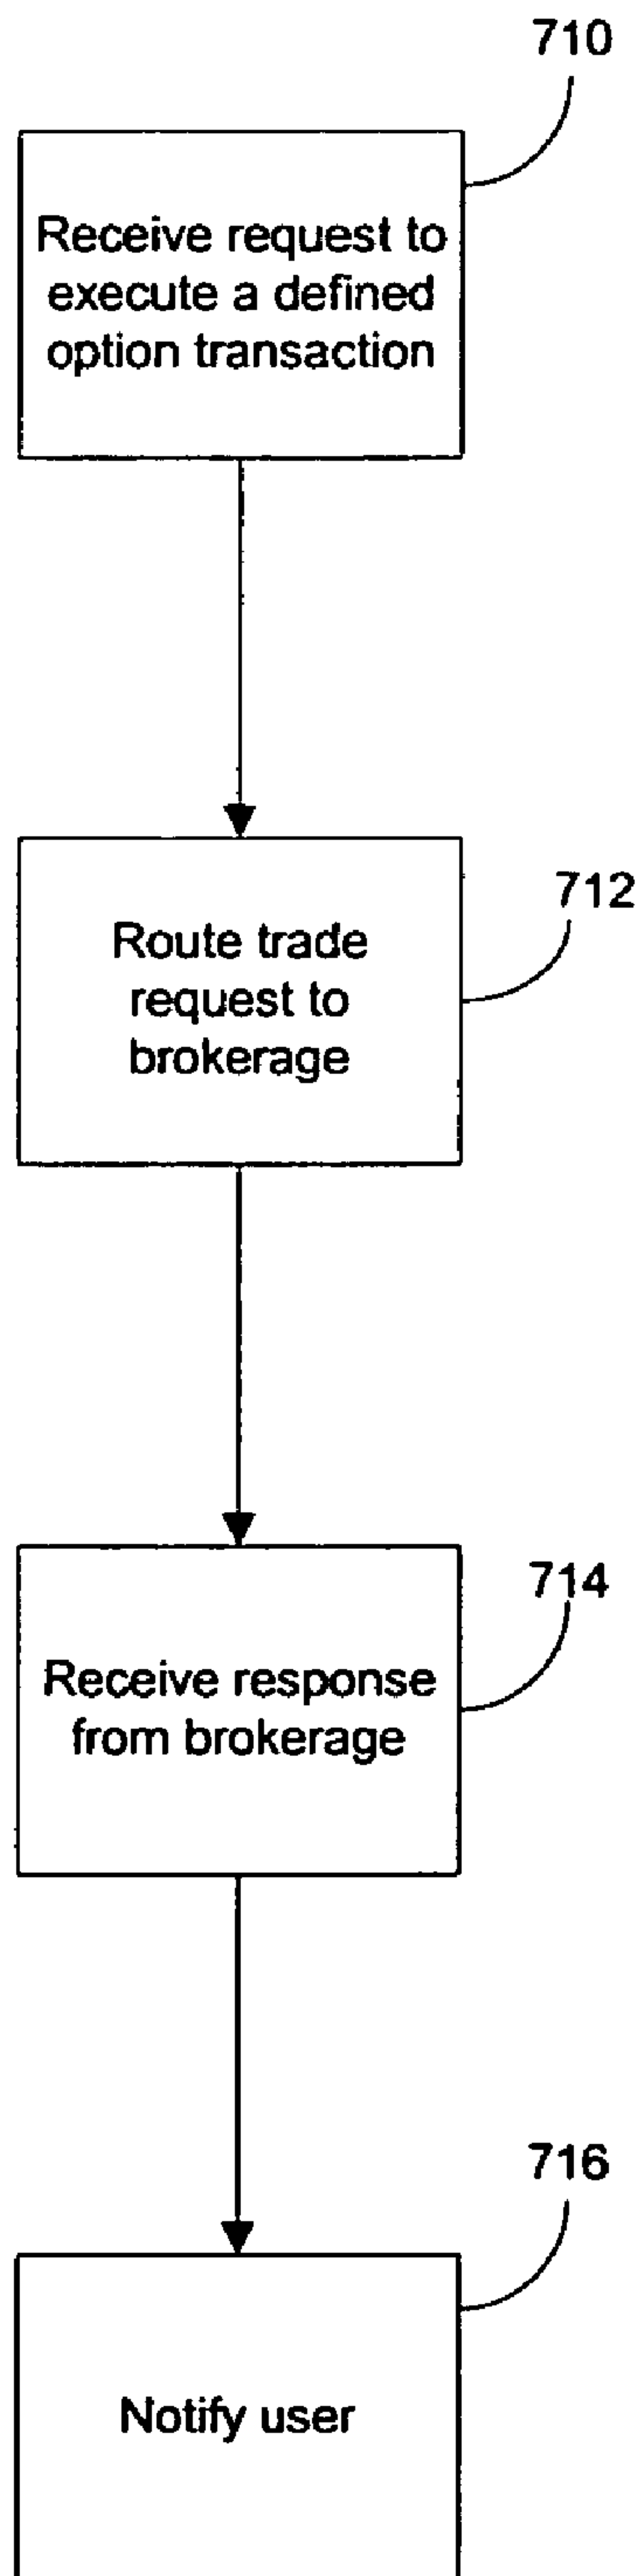 710
Receive request to
execute a defined
option transaction
712
Route trade
request to
brokerage
714
Receive response
from brokerage
716
Notify user